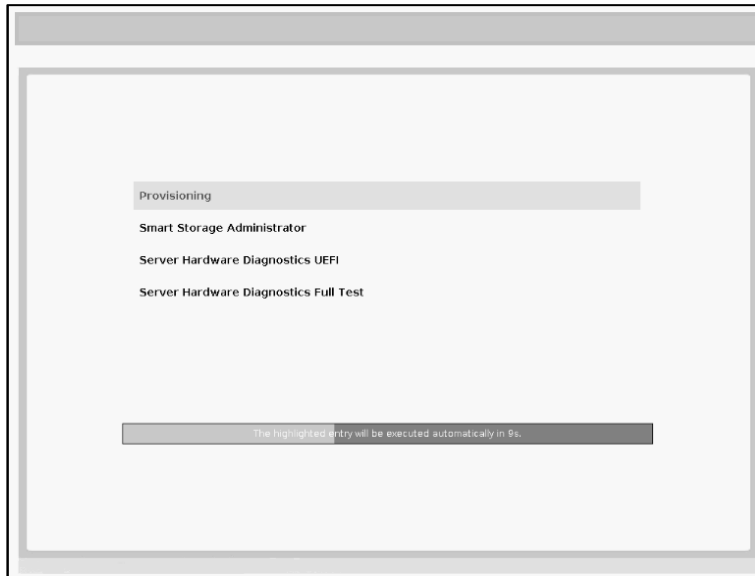 Provisioning
Smart Storage Administrator
Server Hardware Diagnostics UEFI
Server Hardware Diagnostics Full Test
The highlighted entry will be executed automatically in 9s.